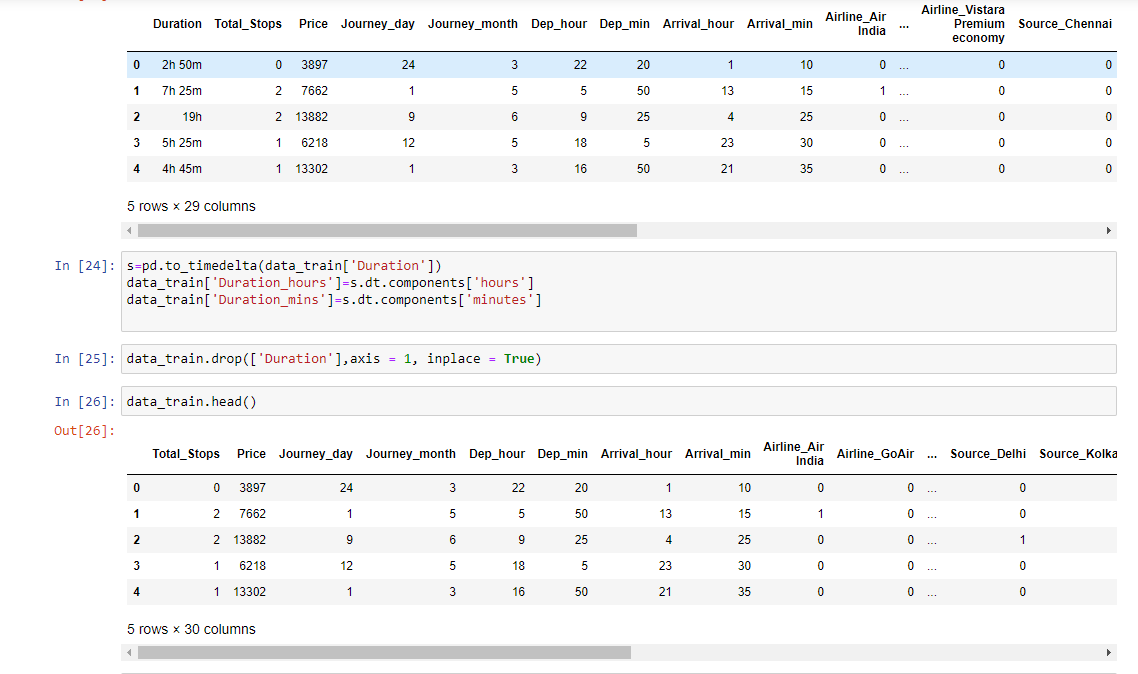 Duration Total_Stops Price Journey_day Journey_month Dep_hour Dep_min Arrival_hour Arrival_min Airline_Air India ... Airline_Vistara Premium economy Source_Chennai
0 2h 50m 0 3897 24 3 22 20 1 10 0 ... 0 0
1 7h 25m 2 7662 1 5 5 50 13 15 1 ... 0 0
2 19h 2 13882 9 6 9 25 4 25 0 ... 0 0
3 5h 25m 1 6218 12 5 18 5 23 30 0 ... 0 0
4 4h 45m 1 13302 1 3 16 50 21 35 0 ... 0 0
5 rows × 29 columns
In [24]: s=pd.to_timedelta(data_train['Duration'])
data_train['Duration_hours']=s.dt.components['hours']
data_train['Duration_mins']=s.dt.components['minutes']
In [25]: data_train.drop(['Duration'],axis = 1, inplace = True)
In [26]: data_train.head()
Out[26]:
Total_Stops Price Journey_day Journey_month Dep_hour Dep_min Arrival_hour Arrival_min Airline_Air India Airline_GoAir ... Source_Delhi Source_Kolka
0 0 3897 24 3 22 20 1 10 0 0 ... 0
1 2 7662 1 5 5 50 13 15 1 0 ... 0
2 2 13882 9 6 9 25 4 25 0 0 ... 1
3 1 6218 12 5 18 5 23 30 0 0 ... 0
4 1 13302 1 3 16 50 21 35 0 0 ... 0
5 rows × 30 columns